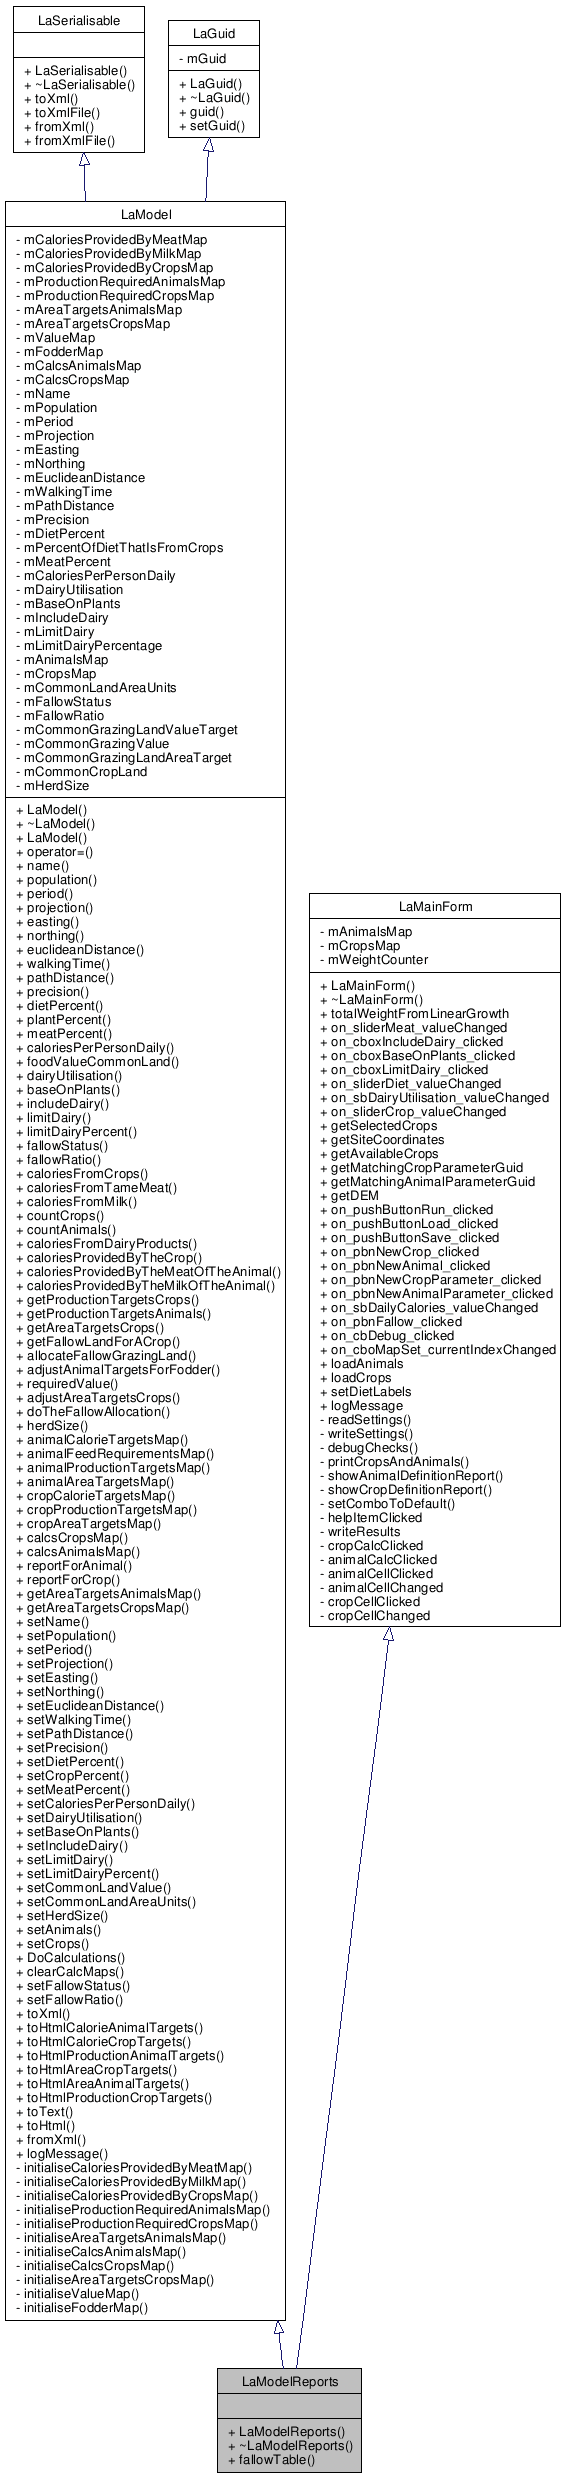 LaSerialisable
+ LaSerialisable()
+ ~LaSerialisable()
+ toXml()
+ toXmlFile()
+ fromXml()
+ fromXmlFile()
LaGuid
- mGuid
+ LaGuid()
+ ~LaGuid()
+ guid()
+ setGuid()
LaModel
- mCaloriesProvidedByMeatMap
- mCaloriesProvidedByMilkMap
- mCaloriesProvidedByCropsMap
- mProductionRequiredAnimalsMap
- mProductionRequiredCropsMap
- mAreaTargetsAnimalsMap
- mAreaTargetsCropsMap
- mValueMap
- mFodderMap
- mCalcsAnimalsMap
- mCalcsCropsMap
- mName
- mPopulation
- mPeriod
- mProjection
- mEasting
- mNorthing
- mEuclideanDistance
- mWalkingTime
- mPathDistance
- mPrecision
- mDietPercent
- mPercentOfDietThatIsFromCrops
- mMeatPercent
- mCaloriesPerPersonDaily
- mDairyUtilisation
- mBaseOnPlants
- mIncludeDairy
- mLimitDairy
- mLimitDairyPercentage
- mAnimalsMap
- mCropsMap
- mCommonLandAreaUnits
- mFallowStatus
- mFallowRatio
- mCommonGrazingLandValueTarget
- mCommonGrazingValue
- mCommonGrazingLandAreaTarget
- mCommonCropLand
- mHerdSize
+ LaModel()
+ ~LaModel()
+ LaModel()
+ operator=()
+ name()
+ population()
+ period()
+ projection()
+ easting()
+ northing()
+ euclideanDistance()
+ walkingTime()
+ pathDistance()
+ precision()
+ dietPercent()
+ plantPercent()
+ meatPercent()
+ caloriesPerPersonDaily()
+ foodValueCommonLand()
+ dairyUtilisation()
+ baseOnPlants()
+ includeDairy()
+ limitDairy()
+ limitDairyPercent()
+ fallowStatus()
+ fallowRatio()
+ caloriesFromCrops()
+ caloriesFromTameMeat()
+ caloriesFromMilk()
+ countCrops()
+ countAnimals()
+ caloriesFromDairyProducts()
+ caloriesProvidedByTheCrop()
+ caloriesProvidedByTheMeatOfTheAnimal()
+ caloriesProvidedByTheMilkOfTheAnimal()
+ getProductionTargetsCrops()
+ getProductionTargetsAnimals()
+ getAreaTargetsCrops()
+ getFallowLandForACrop()
+ allocateFallowGrazingLand()
+ adjustAnimalTargetsForFodder()
+ requiredValue()
+ adjustAreaTargetsCrops()
+ doTheFallowAllocation()
+ herdSize()
+ animalCalorieTargetsMap()
+ animalFeedRequirementsMap()
+ animalProductionTargetsMap()
+ animalAreaTargetsMap()
+ cropCalorieTargetsMap()
+ cropProductionTargetsMap()
+ cropAreaTargetsMap()
+ calcsCropsMap()
+ calcsAnimalsMap()
+ reportForAnimal()
+ reportForCrop()
+ getAreaTargetsAnimalsMap()
+ getAreaTargetsCropsMap()
+ setName()
+ setPopulation()
+ setPeriod()
+ setProjection()
+ setEasting()
+ setNorthing()
+ setEuclideanDistance()
+ setWalkingTime()
+ setPathDistance()
+ setPrecision()
+ setDietPercent()
+ setCropPercent()
+ setMeatPercent()
+ setCaloriesPerPersonDaily()
+ setDairyUtilisation()
+ setBaseOnPlants()
+ setIncludeDairy()
+ setLimitDairy()
+ setLimitDairyPercent()
+ setCommonLandValue()
+ setCommonLandAreaUnits()
+ setHerdSize()
+ setAnimals()
+ setCrops()
+ DoCalculations()
+ clearCalcMaps()
+ setFallowStatus()
+ setFallowRatio()
+ toXml()
+ toHtmlCalorieAnimalTargets()
+ toHtmlCalorieCropTargets()
+ toHtmlProductionAnimalTargets()
+ toHtmlAreaCropTargets()
+ toHtmlAreaAnimalTargets()
+ toHtmlProductionCropTargets()
+ toText()
+ toHtml()
+ fromXml()
+ logMessage()
- initialiseCaloriesProvidedByMeatMap()
- initialiseCaloriesProvidedByMilkMap()
- initialiseCaloriesProvidedByCropsMap()
- initialiseProductionRequiredAnimalsMap()
- initialiseProductionRequiredCropsMap()
- initialiseAreaTargetsAnimalsMap()
- initialiseCalcsAnimalsMap()
- initialiseCalcsCropsMap()
- initialiseAreaTargetsCropsMap()
- initialiseValueMap()
- initialiseFodderMap()
LaMainForm
- mAnimalsMap
- mCropsMap
- mWeightCounter
+ LaMainForm()
+ ~LaMainForm()
+ totalWeightFromLinearGrowth
+ on_sliderMeat_valueChanged
+ on_cboxIncludeDairy_clicked
+ on_cboxBaseOnPlants_clicked
+ on_cboxLimitDairy_clicked
+ on_sliderDiet_valueChanged
+ on_sbDairyUtilisation_valueChanged
+ on_sliderCrop_valueChanged
+ getSelectedCrops
+ getSiteCoordinates
+ getAvailableCrops
+ getMatchingCropParameterGuid
+ getMatchingAnimalParameterGuid
+ getDEM
+ on_pushButtonRun_clicked
+ on_pushButtonLoad_clicked
+ on_pushButtonSave_clicked
+ on_pbnNewCrop_clicked
+ on_pbnNewAnimal_clicked
+ on_pbnNewCropParameter_clicked
+ on_pbnNewAnimalParameter_clicked
+ on_sbDailyCalories_valueChanged
+ on_pbnFallow_clicked
+ on_cbDebug_clicked
+ on_cboMapSet_currentIndexChanged
+ loadAnimals
+ loadCrops
+ setDietLabels
+ logMessage
- readSettings()
- writeSettings()
- debugChecks()
- printCropsAndAnimals()
- showAnimalDefinitionReport()
- showCropDefinitionReport()
- setComboToDefault()
- helpItemClicked
- writeResults
- cropCalcClicked
- animalCalcClicked
- animalCellClicked
- animalCellChanged
- cropCellClicked
- cropCellChanged
LaModelReports
+ LaModelReports()
+ ~LaModelReports()
+ fallowTable()